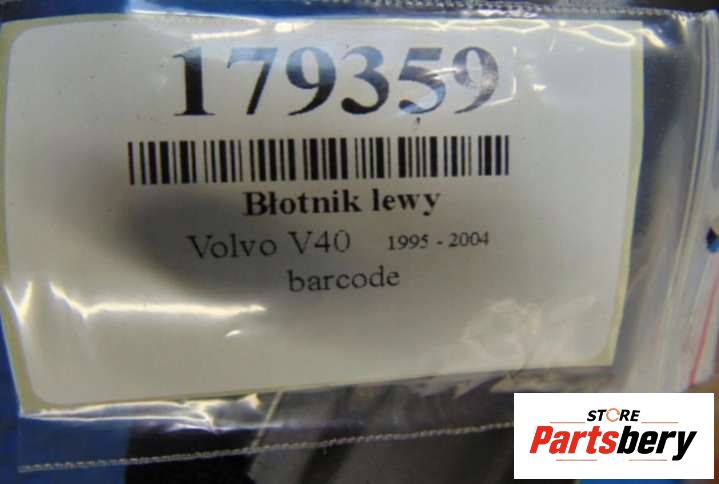 179359
Błotnik lewy
Volvo V40 1995 - 2004
barcode
STORE
Partsbery